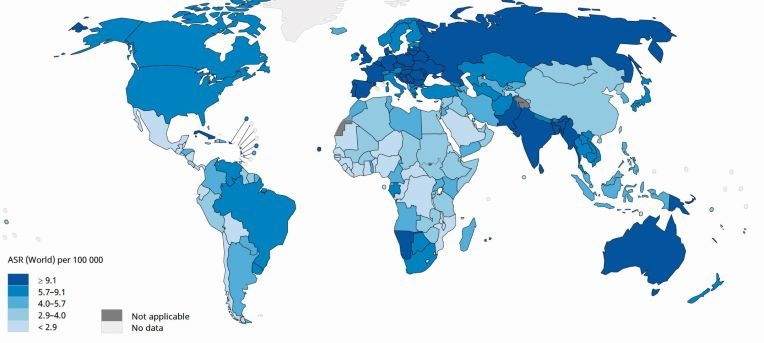 ASR (World) per 100 000
≥ 9.1
5.7–9.1
4.0–5.7
2.9–4.0
< 2.9
Not applicable
No data